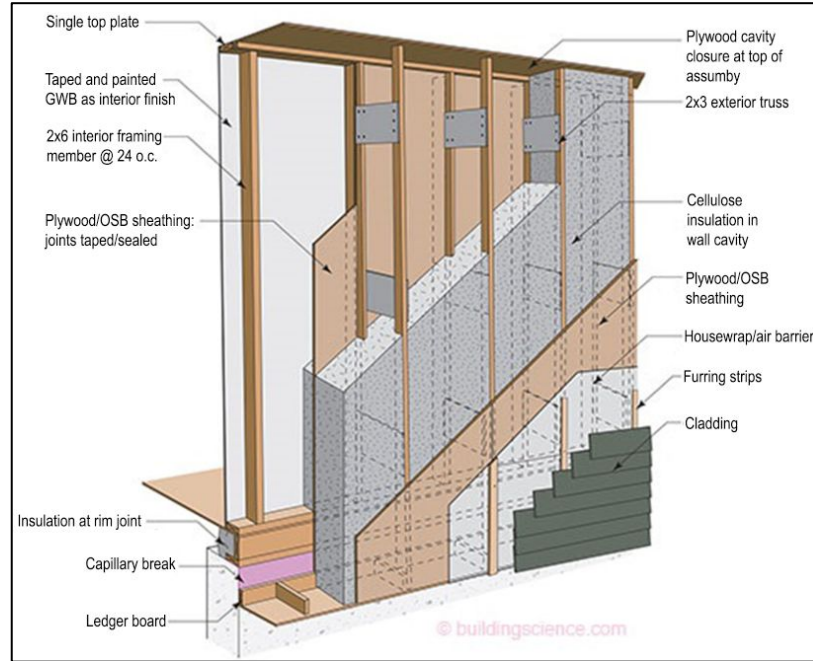 Single top plate
Taped and painted
GWB as interior finish
2x6 interior framing
member @ 24 o.c.
Plywood/OSB sheathing:
joints taped/sealed
Insulation at rim joint
Capillary break
Ledger board
Plywood cavity
closure at top of
assumby
2x3 exterior truss
Cellulose
insulation in
wall cavity
Plywood/OSB
sheathing
Housewrap/air barrier
Furring strips
Cladding
© buildingscience.com